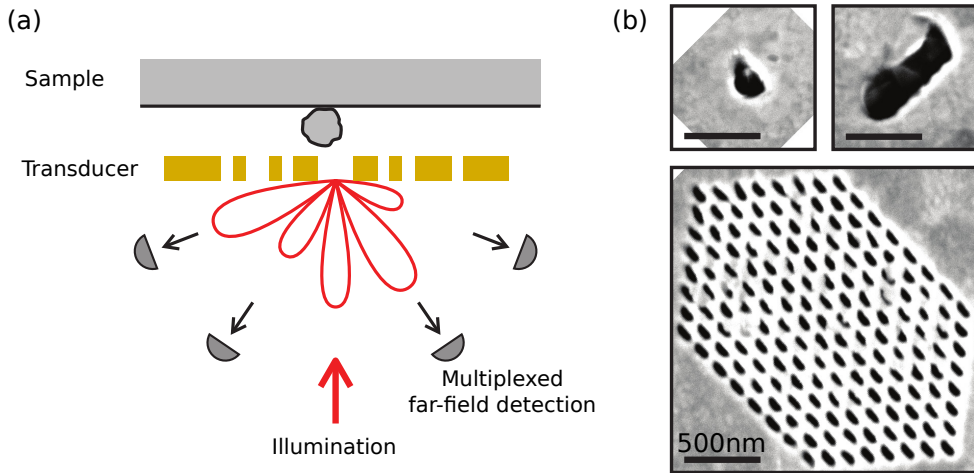 (a)
Sample
Transducer
Multiplexed
far-field detection
Illumination
(b)
500nm